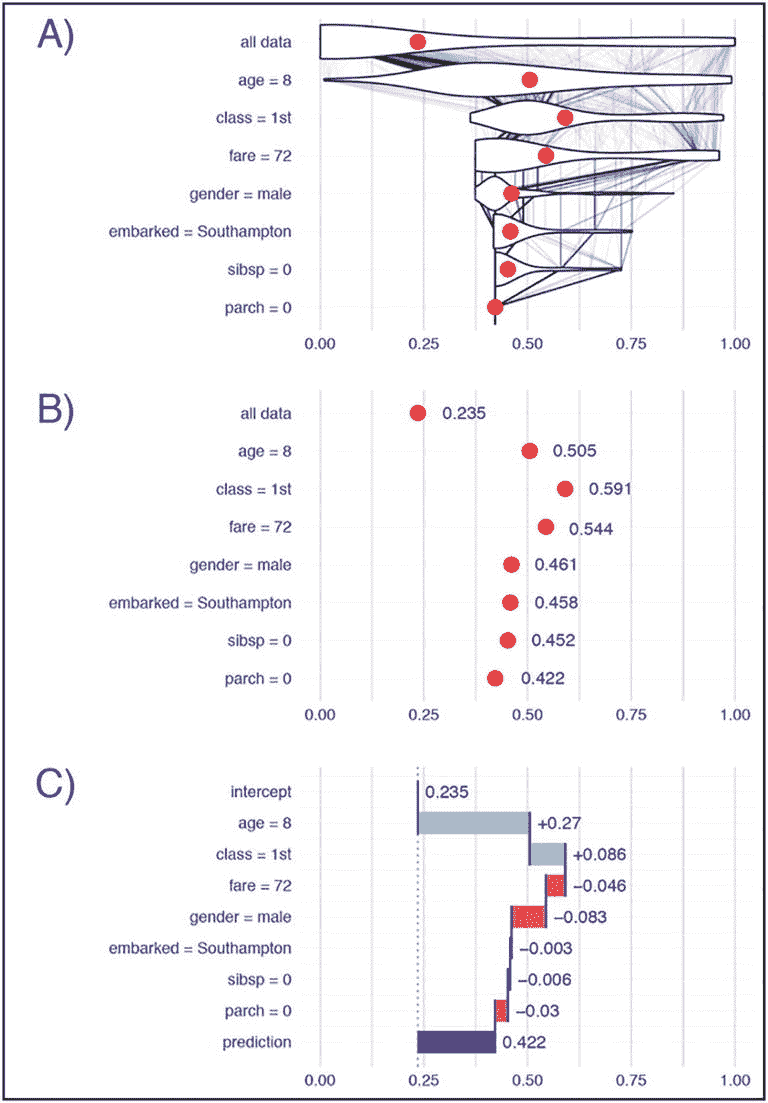 A)
all data
age = 8
class = 1st
fare = 72
gender = male
embarked = Southampton
sibsp = 0
parch = 0
0.00 0.25 0.50 0.75 1.00
B)
all data 0.235
age = 8 0.505
class = 1st 0.591
fare = 72 0.544
gender = male 0.461
embarked = Southampton 0.458
sibsp = 0 0.452
parch = 0 0.422
0.00 0.25 0.50 0.75 1.00
C)
intercept 0.235
age = 8 +0.27
class = 1st +0.086
fare = 72 −0.046
gender = male −0.083
embarked = Southampton −0.003
sibsp = 0 −0.006
parch = 0 −0.03
prediction 0.422
0.00 0.25 0.50 0.75 1.00